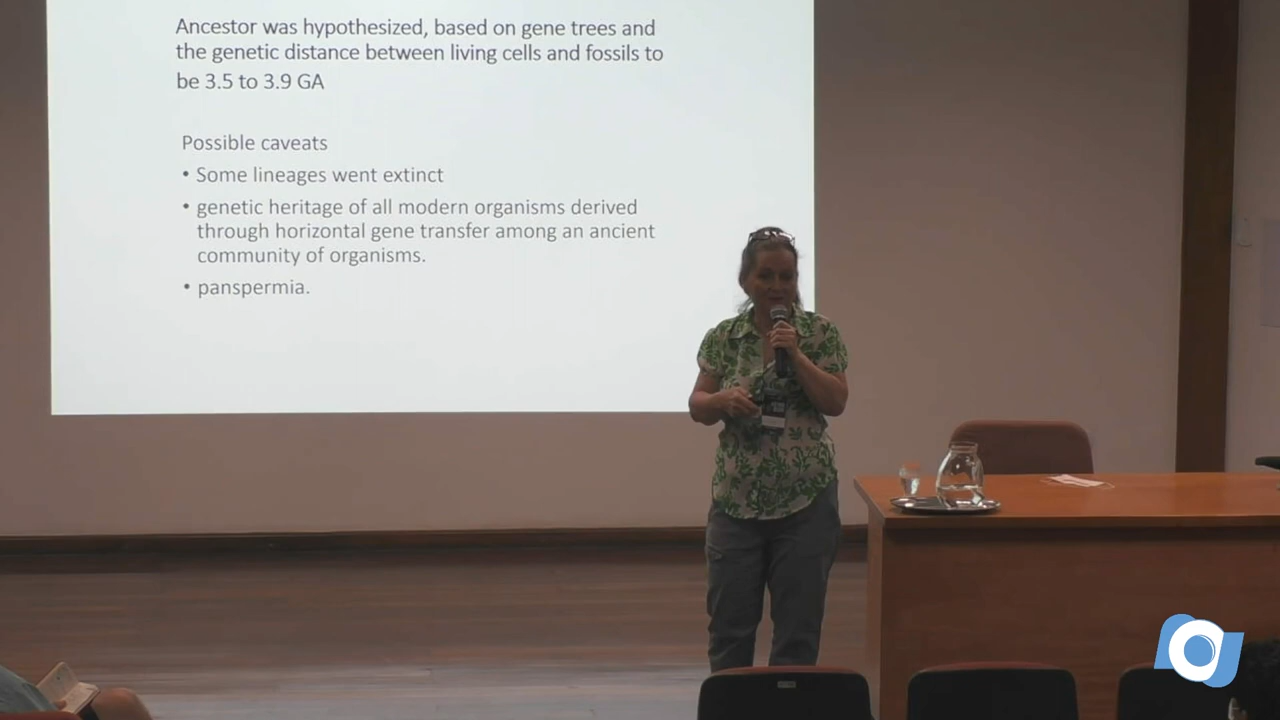 Ancestor was hypothesized, based on gene trees and
the genetic distance between living cells and fossils to
be 3.5 to 3.9 GA
Possible caveats
• Some lineages went extinct
• genetic heritage of all modern organisms derived
through horizontal gene transfer among an ancient
community of organisms.
• panspermia.